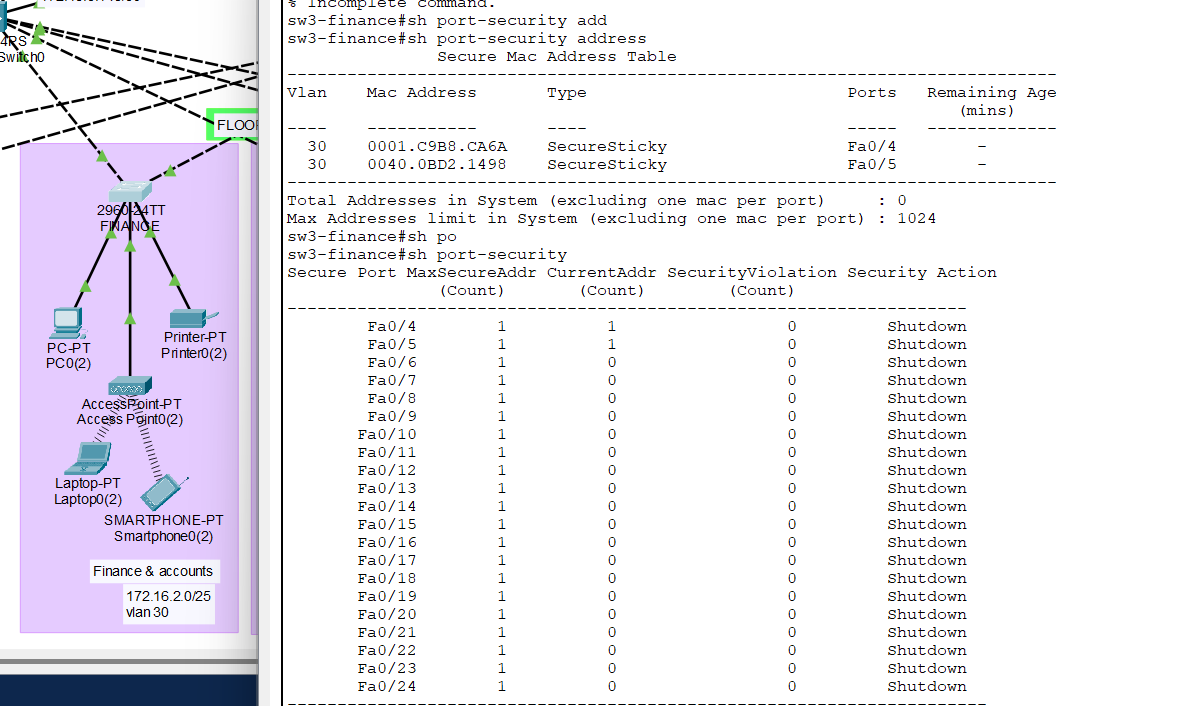 4PS
Switch0
FLOO
2960-24TT
FINANCE
PC-PT
PC0(2)
Printer-PT
Printer0(2)
AccessPoint-PT
Access Point0(2)
Laptop-PT
Laptop0(2)
SMARTPHONE-PT
Smartphone0(2)
Finance & accounts
172.16.2.0/25
vlan 30
% Incomplete command.
sw3-finance#sh port-security add
sw3-finance#sh port-security address
Secure Mac Address Table
-----------------------------------------------------------------------------
Vlan Mac Address Type Ports Remaining Age
(mins)
---- ----------- ---- ----- -------------
30 0001.C9B8.CA6A SecureSticky Fa0/4 -
30 0040.0BD2.1498 SecureSticky Fa0/5 -
-----------------------------------------------------------------------------
Total Addresses in System (excluding one mac per port) : 0
Max Addresses limit in System (excluding one mac per port) : 1024
sw3-finance#sh po
sw3-finance#sh port-security
Secure Port MaxSecureAddr CurrentAddr SecurityViolation Security Action
(Count) (Count) (Count)
--------------------------------------------------------------------
Fa0/4 1 1 0 Shutdown
Fa0/5 1 1 0 Shutdown
Fa0/6 1 0 0 Shutdown
Fa0/7 1 0 0 Shutdown
Fa0/8 1 0 0 Shutdown
Fa0/9 1 0 0 Shutdown
Fa0/10 1 0 0 Shutdown
Fa0/11 1 0 0 Shutdown
Fa0/12 1 0 0 Shutdown
Fa0/13 1 0 0 Shutdown
Fa0/14 1 0 0 Shutdown
Fa0/15 1 0 0 Shutdown
Fa0/16 1 0 0 Shutdown
Fa0/17 1 0 0 Shutdown
Fa0/18 1 0 0 Shutdown
Fa0/19 1 0 0 Shutdown
Fa0/20 1 0 0 Shutdown
Fa0/21 1 0 0 Shutdown
Fa0/22 1 0 0 Shutdown
Fa0/23 1 0 0 Shutdown
Fa0/24 1 0 0 Shutdown
----------------------------------------------------------------------